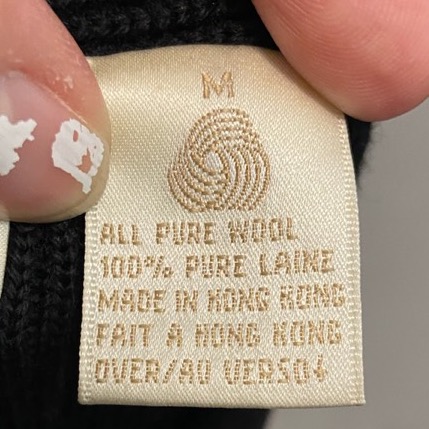 M
ALL PURE WOOL
100% PURE LAINE
MADE IN HONG KONG
FAIT A HONG KONG
OVER/AU VERSO↓